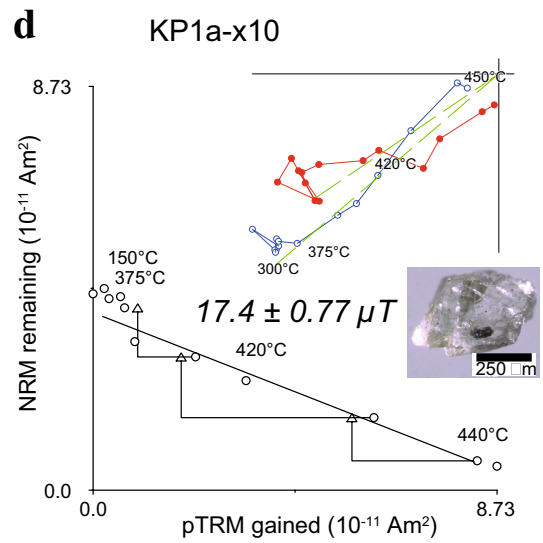 d
KP1a-x10
8.73
450°C
420°C
375°C
300°C
150°C
375°C
17.4 ± 0.77 µT
420°C
250 □m
440°C
NRM remaining (10-11 Am2)
0.0
0.0
8.73
pTRM gained (10-11 Am2)